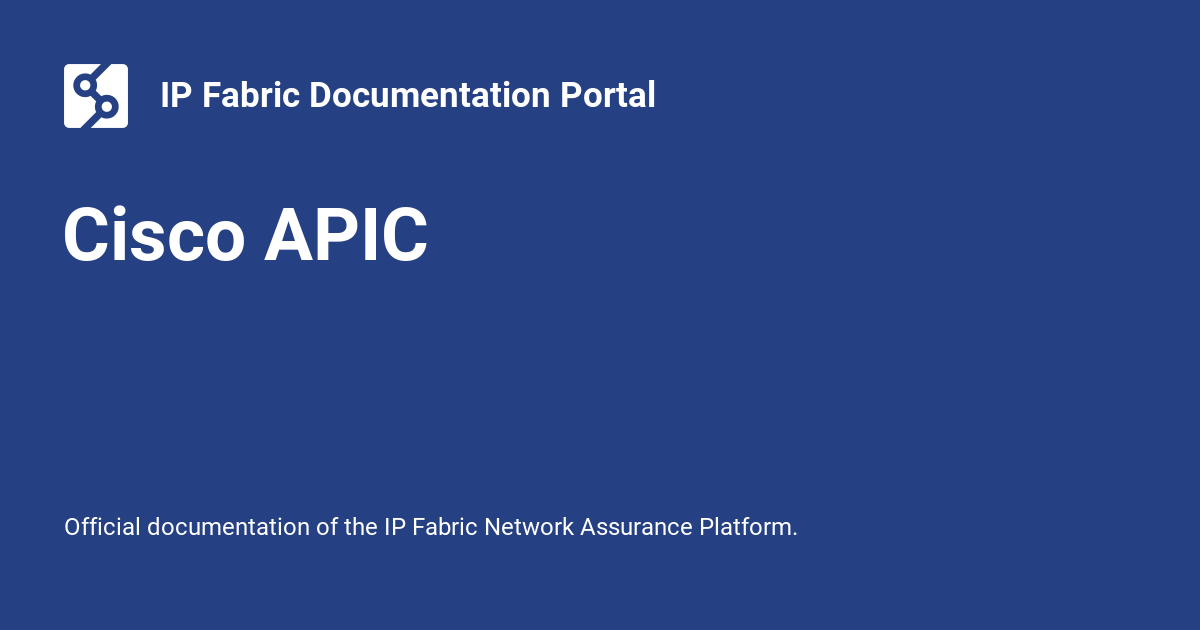 IP Fabric Documentation Portal
Cisco APIC
Official documentation of the IP Fabric Network Assurance Platform.